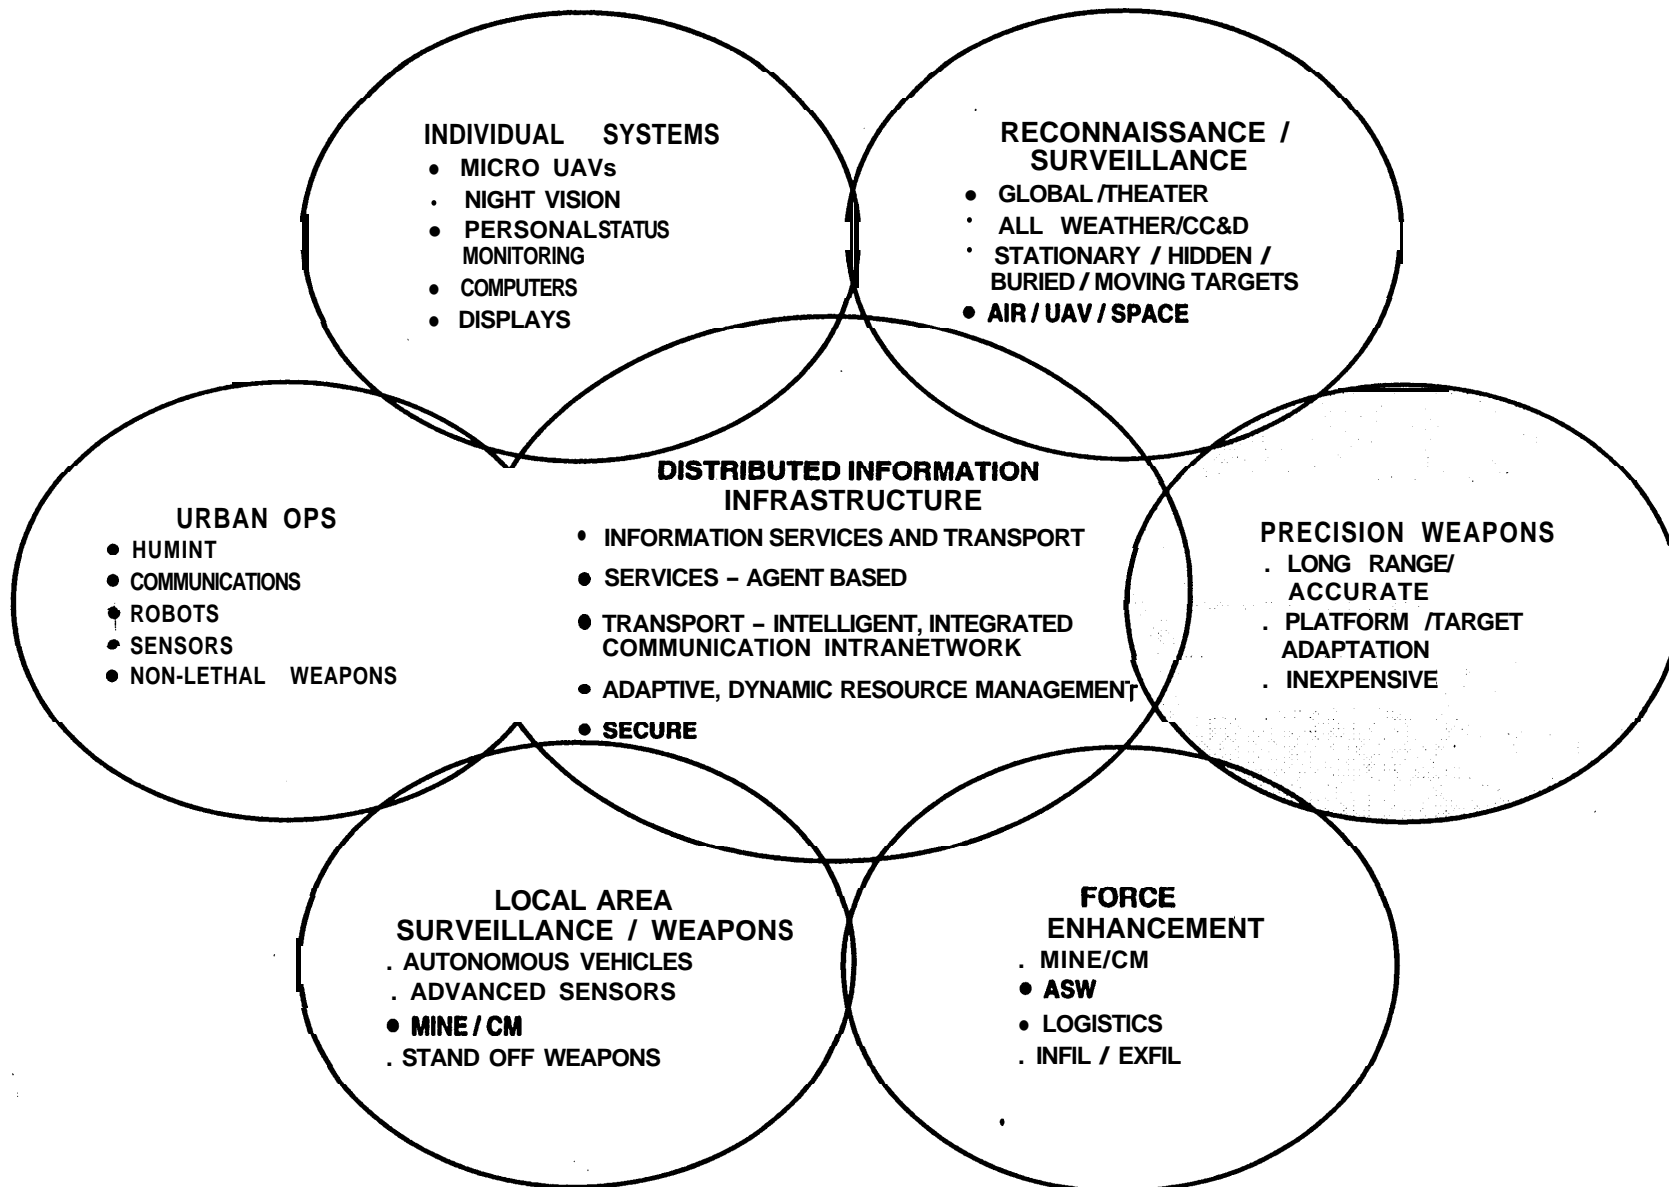 INDIVIDUAL SYSTEMS
• MICRO UAVs
• NIGHT VISION
• PERSONAL STATUS
MONITORING
• COMPUTERS
• DISPLAYS
RECONNAISSANCE /
SURVEILLANCE
• GLOBAL / THEATER
• ALL WEATHER/CC&D
• STATIONARY / HIDDEN /
BURIED / MOVING TARGETS
• AIR / UAV / SPACE
URBAN OPS
• HUMINT
• COMMUNICATIONS
• ROBOTS
• SENSORS
• NON-LETHAL WEAPONS
DISTRIBUTED INFORMATION
INFRASTRUCTURE
• INFORMATION SERVICES AND TRANSPORT
• SERVICES – AGENT BASED
• TRANSPORT – INTELLIGENT, INTEGRATED
COMMUNICATION INTRANETWORK
• ADAPTIVE, DYNAMIC RESOURCE MANAGEMENT
• SECURE
PRECISION WEAPONS
. LONG RANGE/
ACCURATE
. PLATFORM /TARGET
ADAPTATION
. INEXPENSIVE
LOCAL AREA
SURVEILLANCE / WEAPONS
. AUTONOMOUS VEHICLES
. ADVANCED SENSORS
• MINE / CM
. STAND OFF WEAPONS
FORCE
ENHANCEMENT
. MINE/CM
• ASW
• LOGISTICS
. INFIL / EXFIL